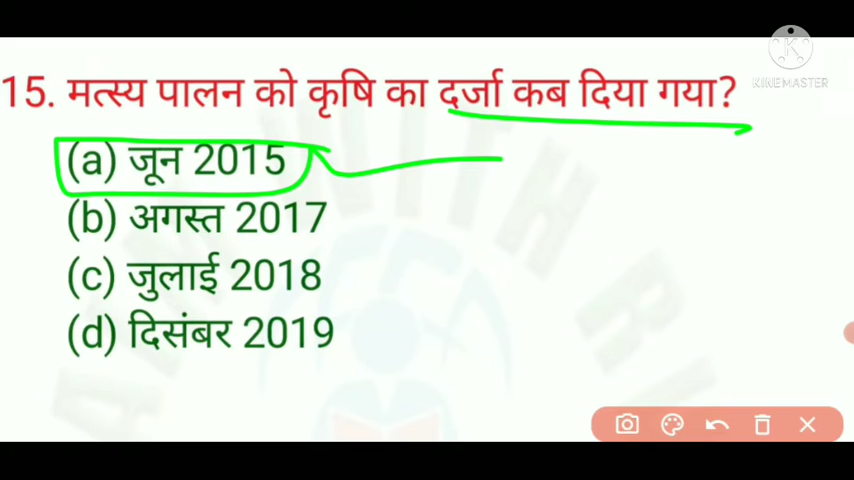 KINEMASTER
15. मत्स्य पालन को कृषि का दर्जा कब दिया गया?
(a) जून 2015
(b) अगस्त 2017
(c) जुलाई 2018
(d) दिसंबर 2019